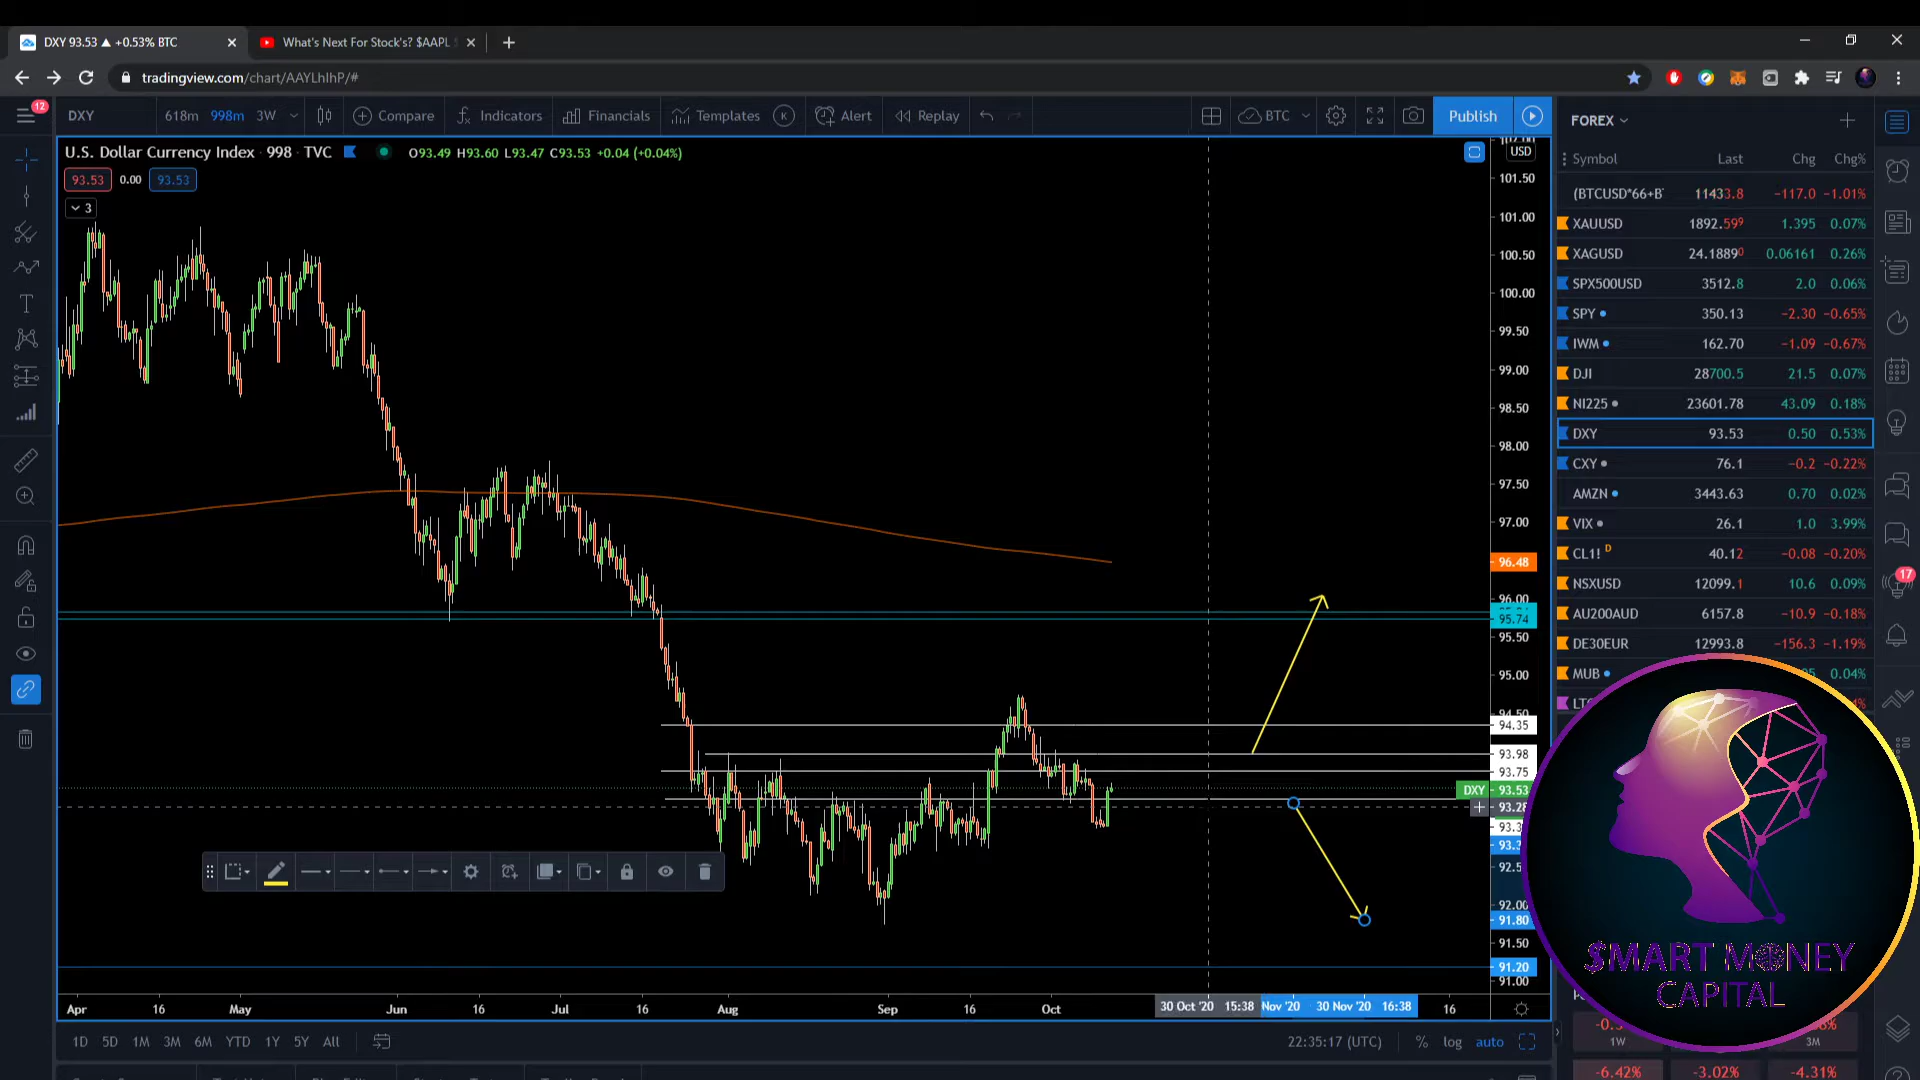 DXY 93.53 ▲ +0.53% BTC
What's Next For Stock's? $AAPL
tradingview.com/chart/AAYLhIhP/#
12
DXY 618m 998m 3W Compare Indicators Financials Templates K Alert Replay BTC Publish
U.S. Dollar Currency Index · 998 · TVC O93.49 H93.60 L93.47 C93.53 +0.04 (+0.04%)
93.53 0.00 93.53
3
USD
101.50
101.00
100.50
100.00
99.50
99.00
98.50
98.00
97.50
97.00
96.48
96.00
95.74
95.50
95.00
94.35
93.98
93.75
DXY 93.53
93.28
92.00
91.80
91.50
91.20
91.00
Apr 16 May Jun 16 Jul 16 Aug Sep 16 Oct 30 Oct '20 15:38 Nov '20 30 Nov '20 16:38 16
1D 5D 1M 3M 6M YTD 1Y 5Y All
22:35:17 (UTC) % log auto
FOREX
Symbol Last Chg Chg%
(BTCUSD*66+B 11433.8 −117.0 −1.01%
XAUUSD 1892.599 1.395 0.07%
XAGUSD 24.18890 0.06161 0.26%
SPX500USD 3512.8 2.0 0.06%
SPY 350.13 −2.30 −0.65%
IWM 162.70 −1.09 −0.67%
DJI 28700.5 21.5 0.07%
NI225 23601.78 43.09 0.18%
DXY 93.53 0.50 0.53%
CXY 76.1 −0.2 −0.22%
AMZN 3443.63 0.70 0.02%
VIX 26.1 1.0 3.99%
CL1! D 40.12 −0.08 −0.20%
NSXUSD 12099.1 10.6 0.09%
AU200AUD 6157.8 −10.9 −0.18%
DE30EUR 12993.8 −156.3 −1.19%
MUB 0.04%
17
$MART MONEY
CAPITAL
1W 3M
−6.42% −3.02% −4.31%